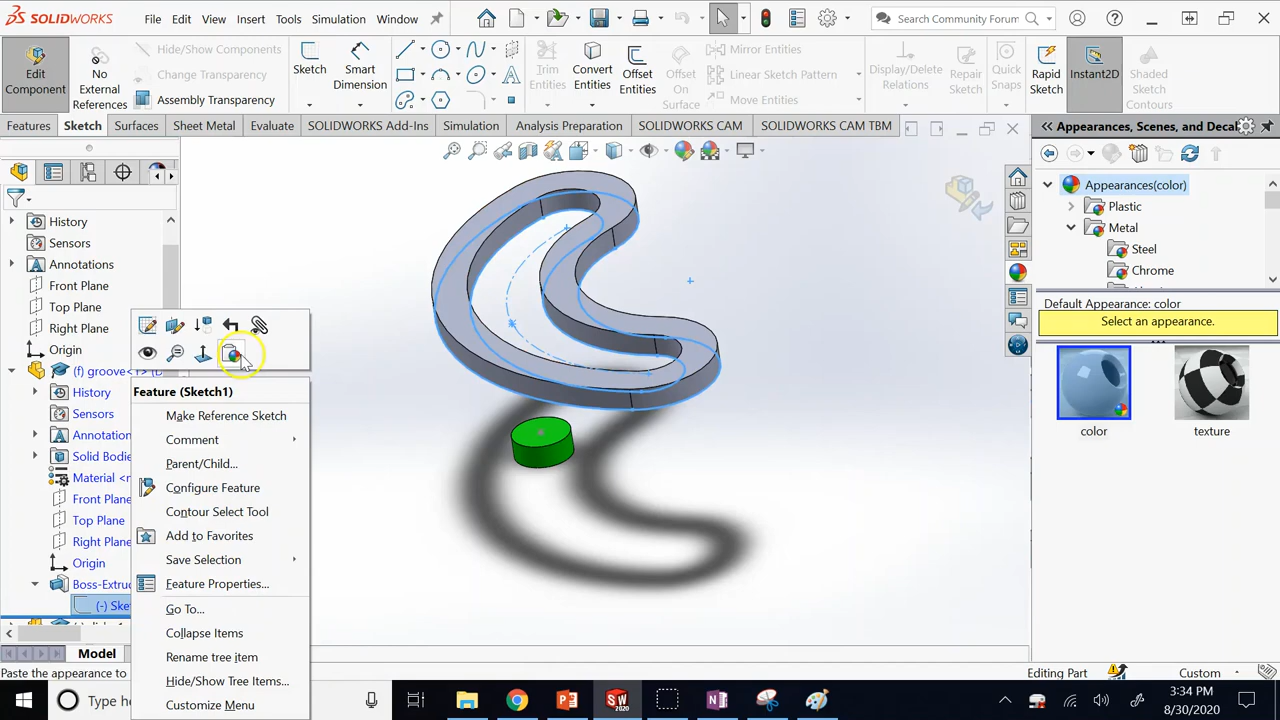 SOLIDWORKS File Edit View Insert Tools Simulation Window Search Community Forum
Edit Component
No External References
Hide/Show Components
Change Transparency
Assembly Transparency
Sketch
Smart Dimension
Trim Entities
Convert Entities
Offset Entities
Offset On Surface
Mirror Entities
Linear Sketch Pattern
Move Entities
Display/Delete Relations
Repair Sketch
Quick Snaps
Rapid Sketch
Instant2D
Shaded Sketch Contours
Features Sketch Surfaces Sheet Metal Evaluate SOLIDWORKS Add-Ins Simulation Analysis Preparation SOLIDWORKS CAM SOLIDWORKS CAM TBM
Appearances, Scenes, and Decal
Appearances(color)
Plastic
Metal
Steel
Chrome
Default Appearance: color
Select an appearance.
color texture
History
Sensors
Annotations
Front Plane
Top Plane
Right Plane
Origin
(f) groove<1> (D
History
Sensors
Annotation
Solid Bodie
Material <n
Front Plan
Top Plane
Right Plan
Origin
Boss-Extru
(-) Ske
Feature (Sketch1)
Make Reference Sketch
Comment
Parent/Child...
Configure Feature
Contour Select Tool
Add to Favorites
Save Selection
Feature Properties...
Go To...
Collapse Items
Rename tree item
Hide/Show Tree Items...
Customize Menu
Model
Paste the appearance to
Editing Part Custom
Type he
3:34 PM
8/30/2020